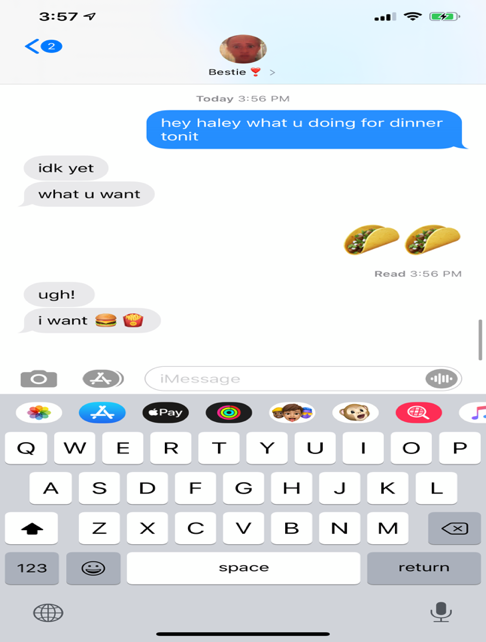 3:57
2
Bestie❣️ >
Today 3:56 PM
hey haley what u doing for dinner
tonit
idk yet
what u want
🌮🌮
Read 3:56 PM
ugh!
i want 🍔🍟
iMessage
Pay
Q W E R T Y U I O P
A S D F G H J K L
Z X C V B N M
123 space return